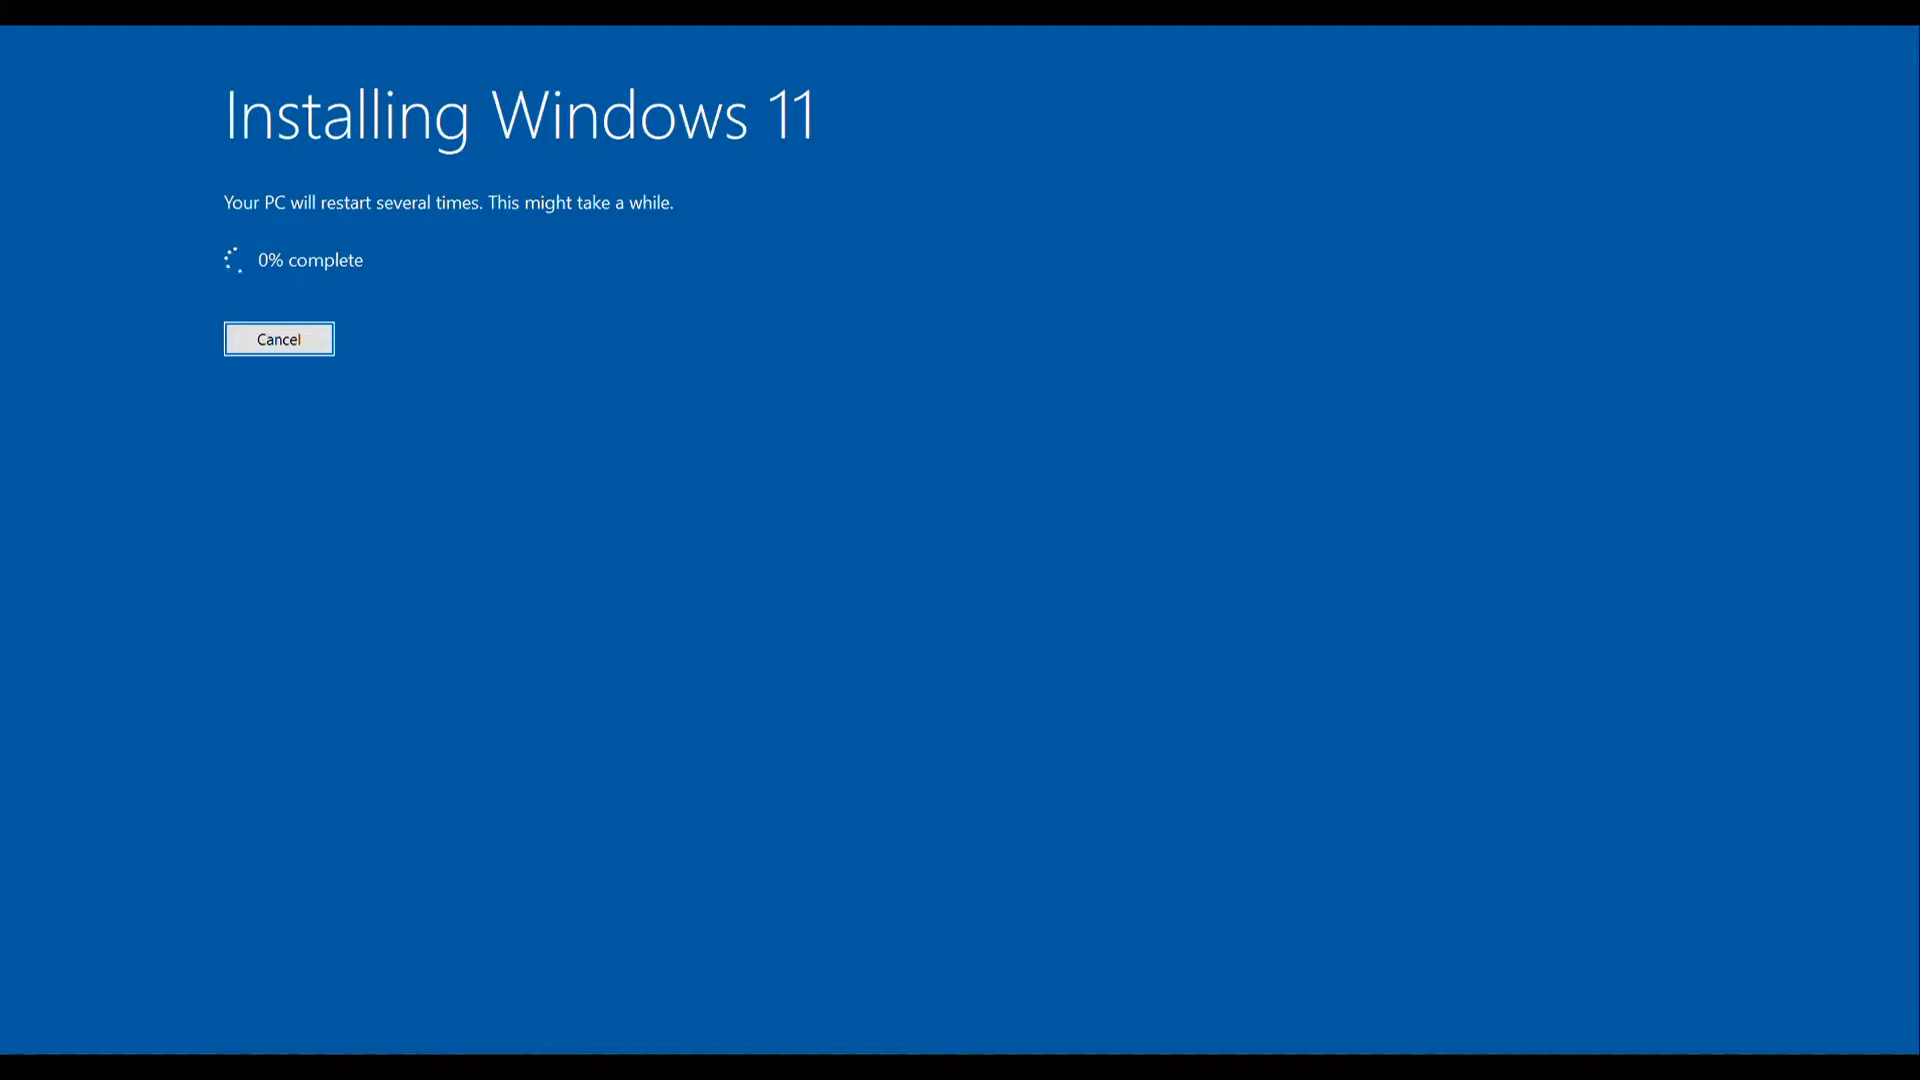 Installing Windows 11
Your PC will restart several times. This might take a while.
0% complete
Cancel